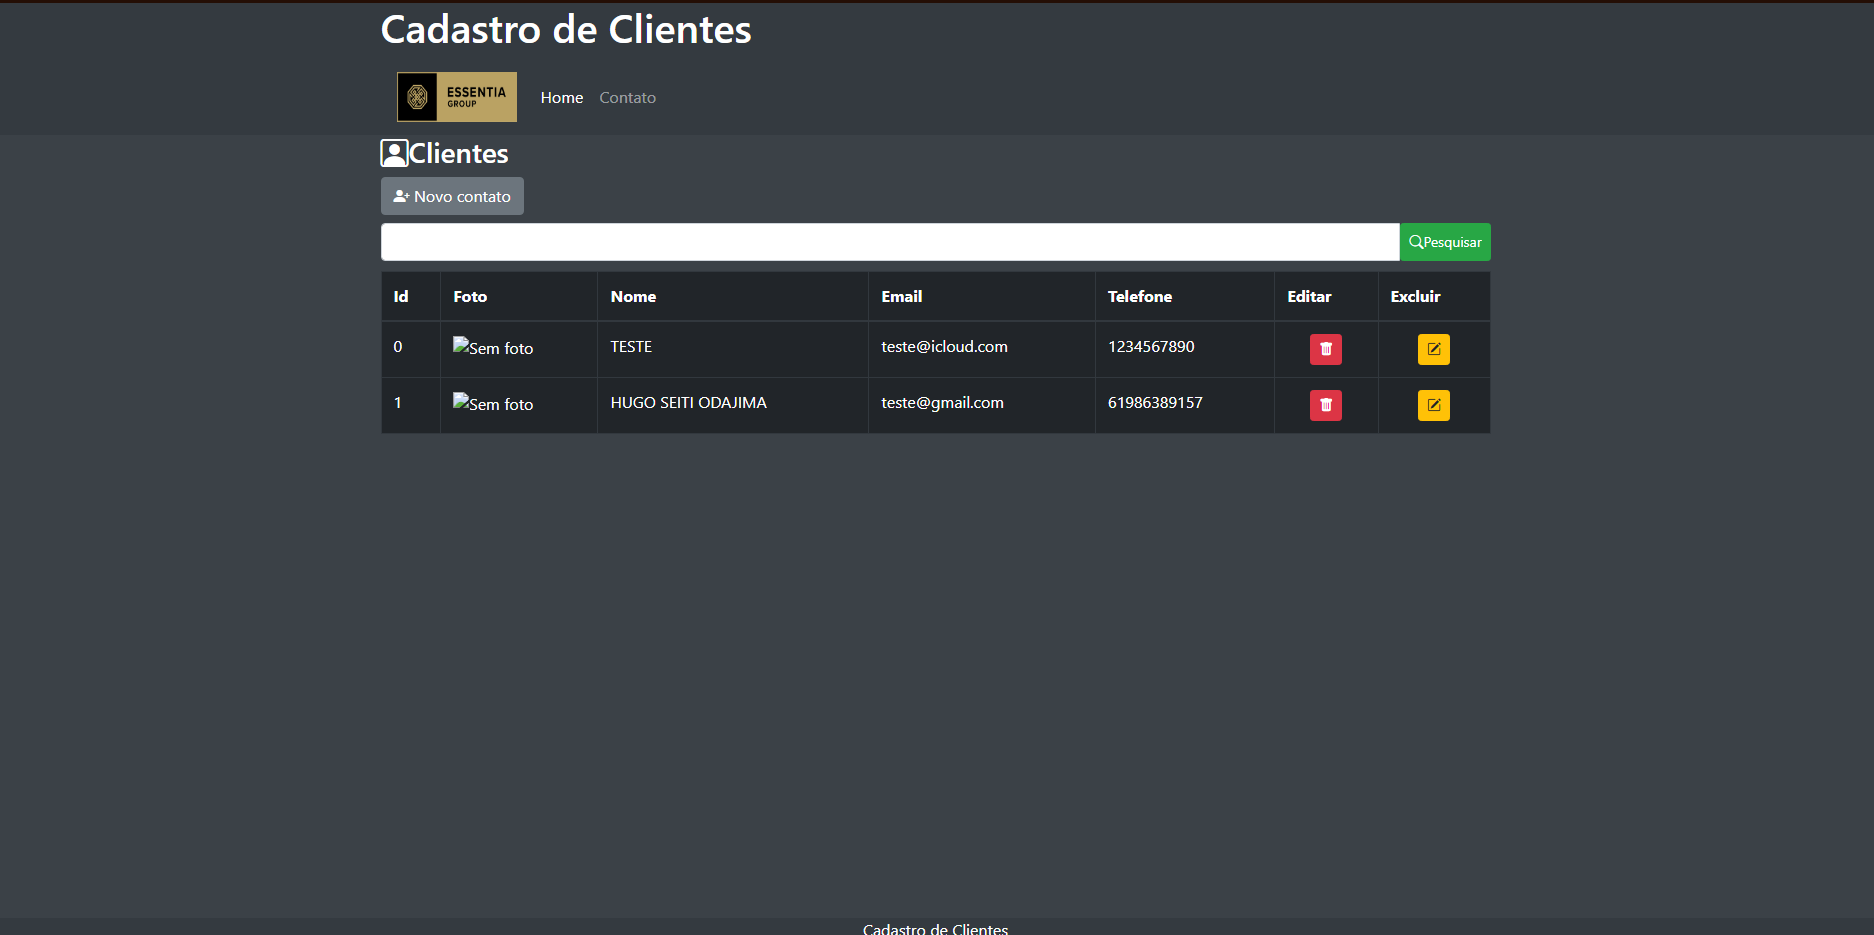 Cadastro de Clientes
ESSENTIA
GROUP
Home Contato
Clientes
Novo contato
Pesquisar
Id Foto Nome Email Telefone Editar Excluir
0 Sem foto TESTE teste@icloud.com 1234567890
1 Sem foto HUGO SEITI ODAJIMA teste@gmail.com 61986389157
Cadastro de Clientes